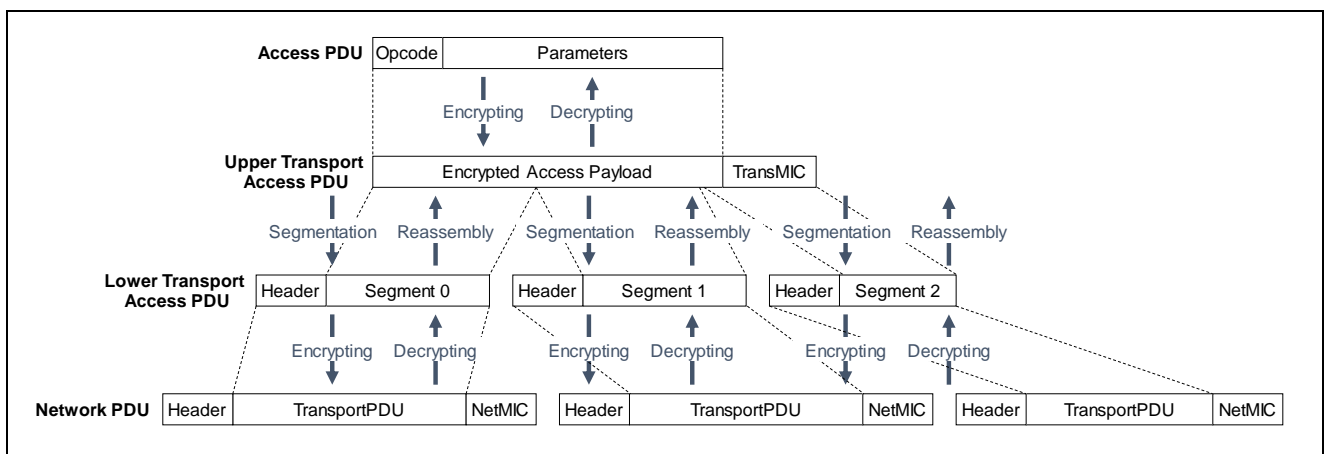 Access PDU Opcode Parameters
Encrypting Decrypting
Upper Transport
Access PDU
Encrypted Access Payload TransMIC
Segmentation Reassembly Segmentation Reassembly Segmentation Reassembly
Lower Transport
Access PDU
Header Segment 0 Header Segment 1 Header Segment 2
Encrypting Decrypting Encrypting Decrypting Encrypting Decrypting
Network PDU Header TransportPDU NetMIC Header TransportPDU NetMIC Header TransportPDU NetMIC